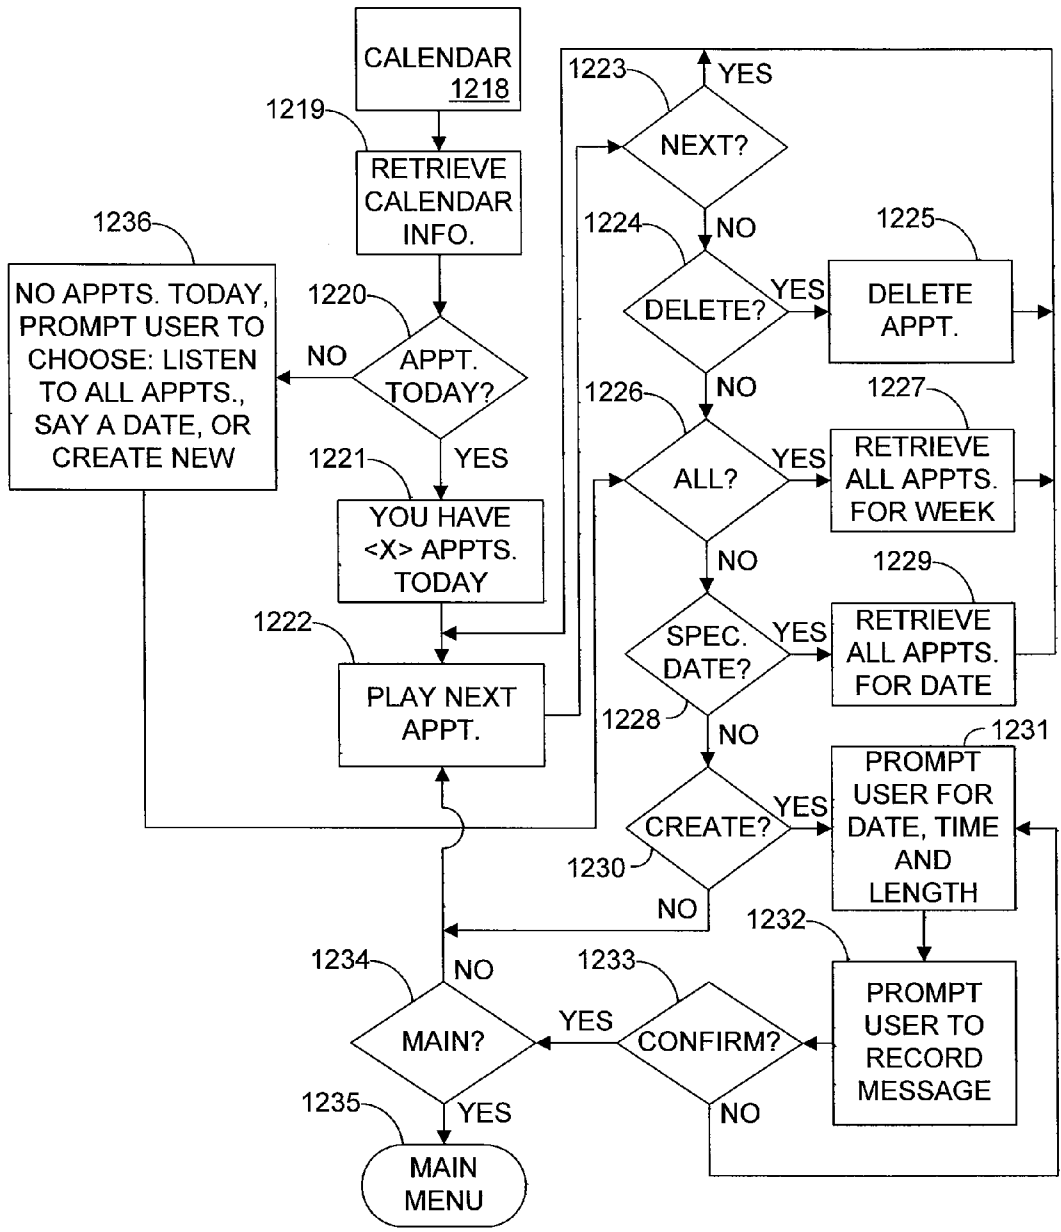 CALENDAR
1218
1219
RETRIEVE
CALENDAR
INFO.
1220
APPT.
TODAY?
NO
YES
1236
NO APPTS. TODAY,
PROMPT USER TO
CHOOSE: LISTEN
TO ALL APPTS.,
SAY A DATE, OR
CREATE NEW
1221
YOU HAVE
<X> APPTS.
TODAY
1222
PLAY NEXT
APPT.
1223
NEXT?
YES
NO
1224
DELETE?
YES
NO
1225
DELETE
APPT.
1226
ALL?
YES
NO
1227
RETRIEVE
ALL APPTS.
FOR WEEK
SPEC.
DATE?
1228
YES
NO
1229
RETRIEVE
ALL APPTS.
FOR DATE
CREATE?
1230
YES
NO
1231
PROMPT
USER FOR
DATE, TIME
AND
LENGTH
1232
PROMPT
USER TO
RECORD
MESSAGE
1233
CONFIRM?
YES
NO
1234
MAIN?
NO
YES
1235
MAIN
MENU